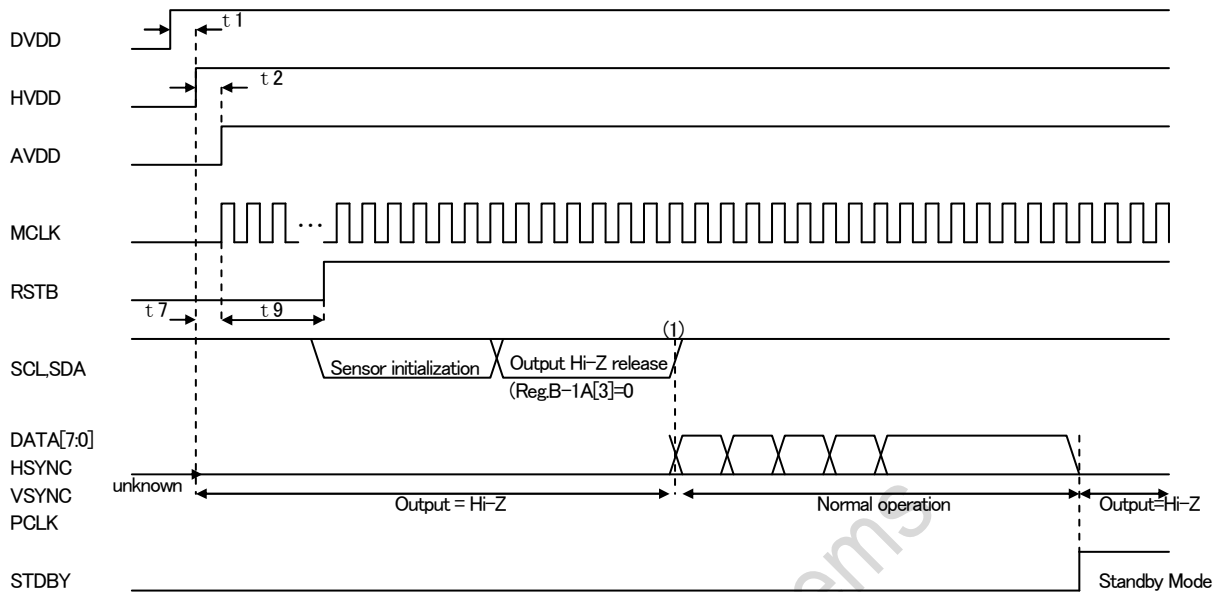 DVDD
t1
HVDD
t2
AVDD
MCLK
...
RSTB
t7
t9
(1)
SCL,SDA
Sensor initialization
Output Hi-Z release
(Reg.B-1A[3]=0
DATA[7:0]
HSYNC
VSYNC
PCLK
unknown
Output = Hi-Z
Normal operation
Output=Hi-Z
STDBY
Standby Mode